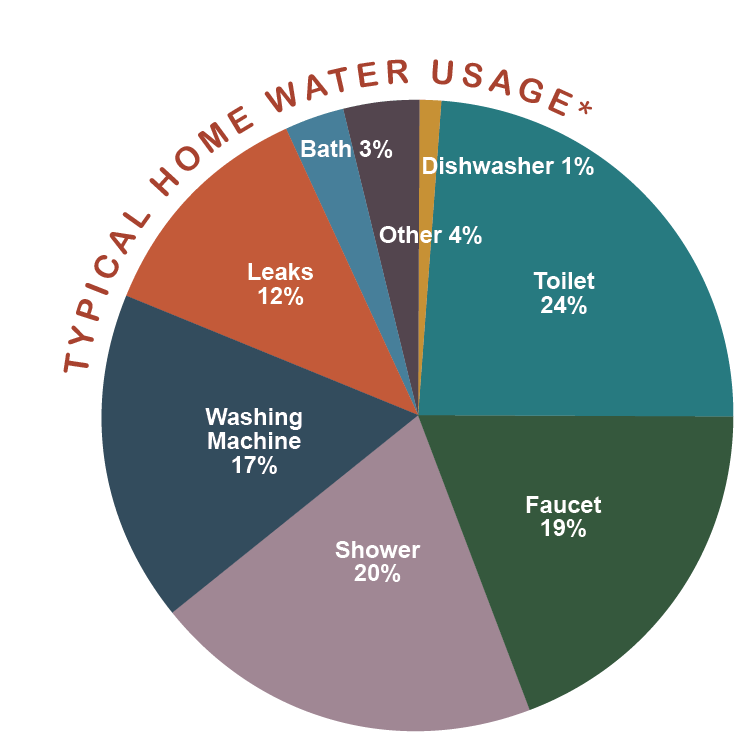 TYPICAL HOME WATER USAGE*
Bath 3%
Dishwasher 1%
Other 4%
Toilet
24%
Leaks
12%
Washing
Machine
17%
Faucet
19%
Shower
20%